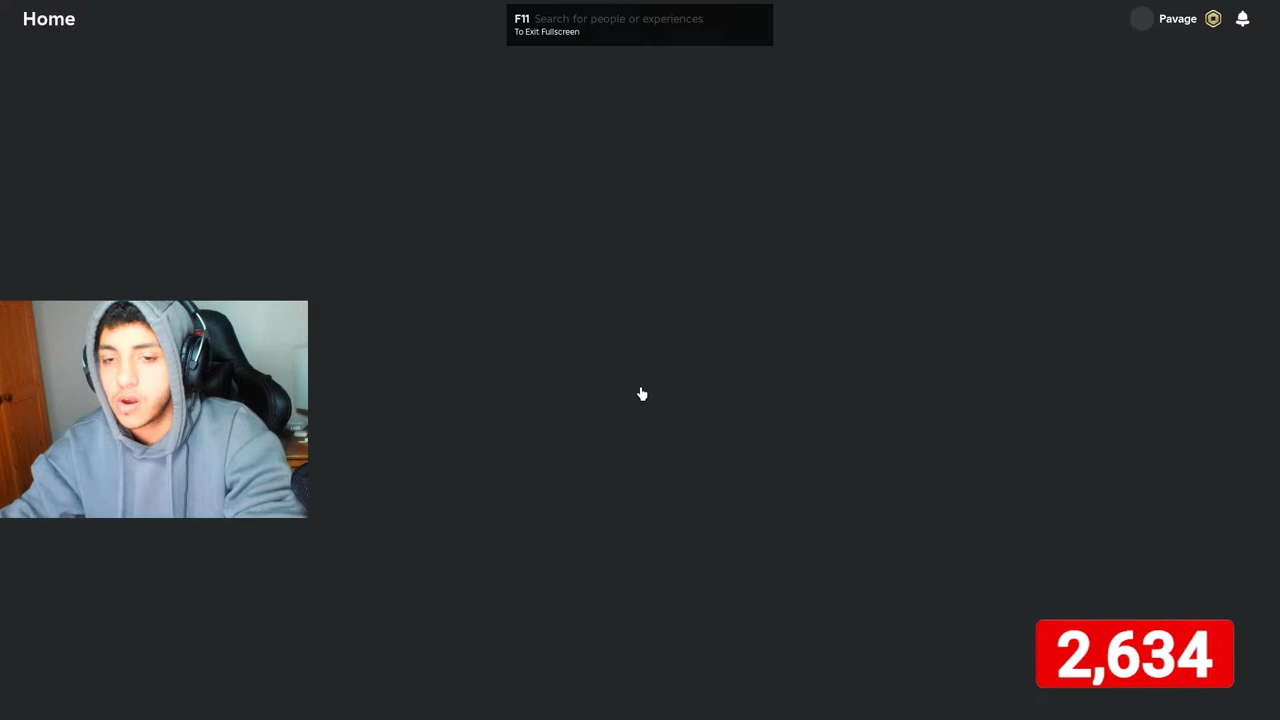 Home
F11 Search for people or experiences
To Exit Fullscreen
Pavage
2,634